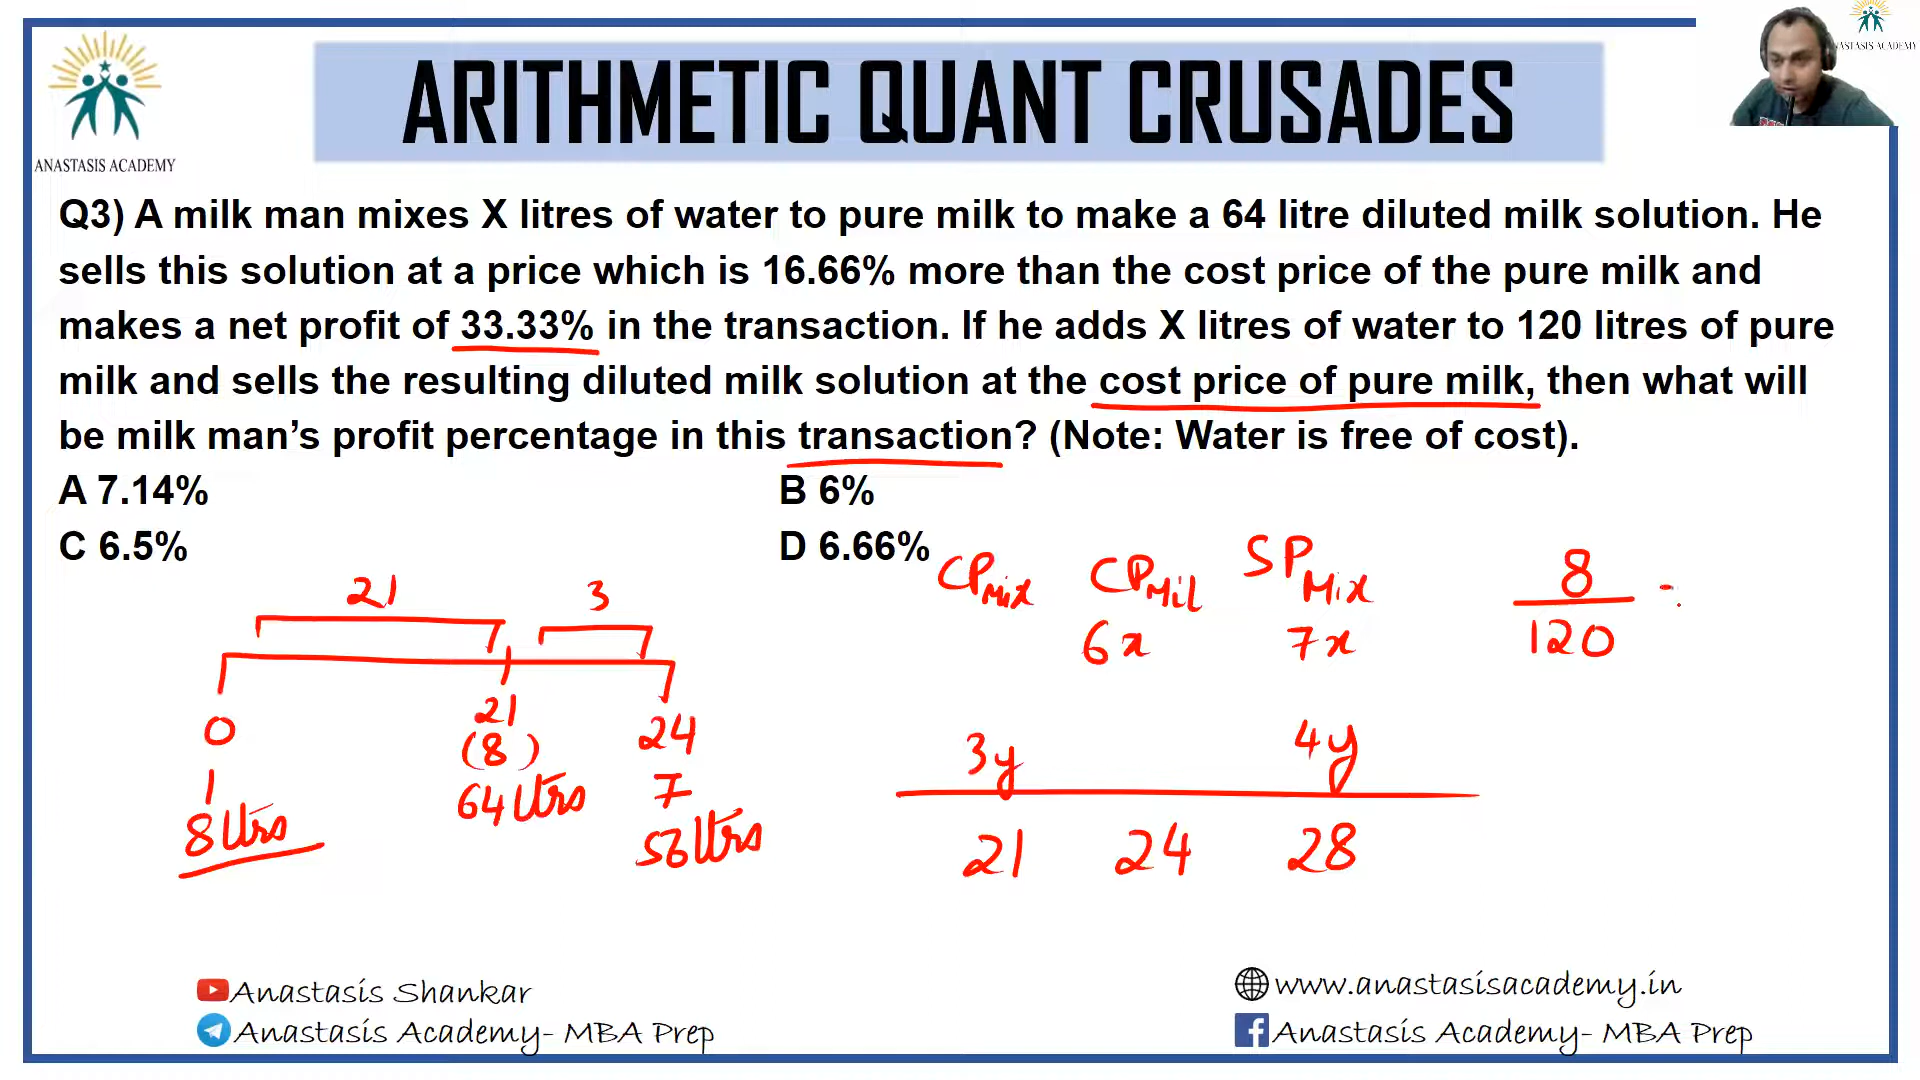 ANASTASIS ACADEMY
ARITHMETIC QUANT CRUSADES
ANASTASIS ACADEMY
Q3) A milk man mixes X litres of water to pure milk to make a 64 litre diluted milk solution. He
sells this solution at a price which is 16.66% more than the cost price of the pure milk and
makes a net profit of 33.33% in the transaction. If he adds X litres of water to 120 litres of pure
milk and sells the resulting diluted milk solution at the cost price of pure milk, then what will
be milk man’s profit percentage in this transaction? (Note: Water is free of cost).
A 7.14%
B 6%
C 6.5%
D 6.66%
21 3
0 21 24
(8)
1 64 ltrs 7
8 ltrs 56 ltrs
CPMix CPMil SPMix
6x 7x
3y 4y
21 24 28
8
120
Anastasis Shankar
Anastasis Academy- MBA Prep
www.anastasisacademy.in
Anastasis Academy- MBA Prep